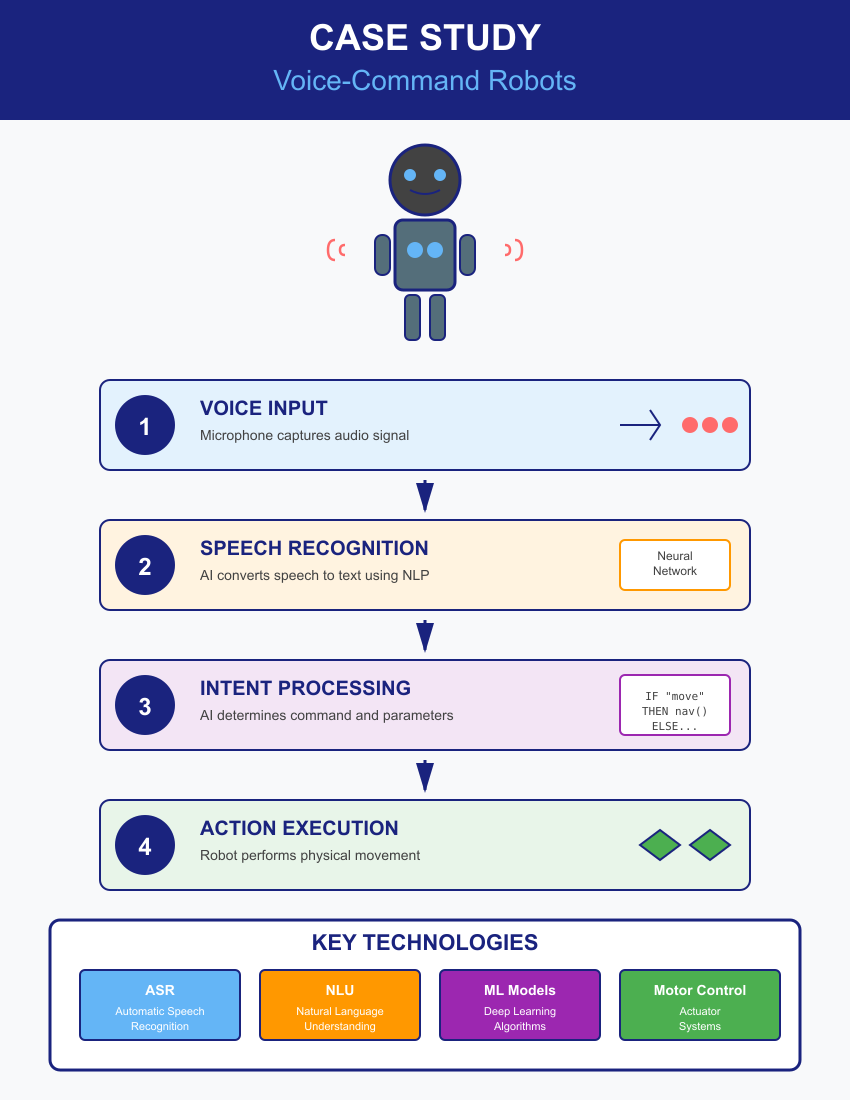 CASE STUDY
Voice-Command Robots
1
VOICE INPUT
Microphone captures audio signal
2
SPEECH RECOGNITION
AI converts speech to text using NLP
Neural
Network
3
INTENT PROCESSING
AI determines command and parameters
IF "move"
THEN nav()
ELSE...
4
ACTION EXECUTION
Robot performs physical movement
KEY TECHNOLOGIES
ASR
Automatic Speech
Recognition
NLU
Natural Language
Understanding
ML Models
Deep Learning
Algorithms
Motor Control
Actuator
Systems